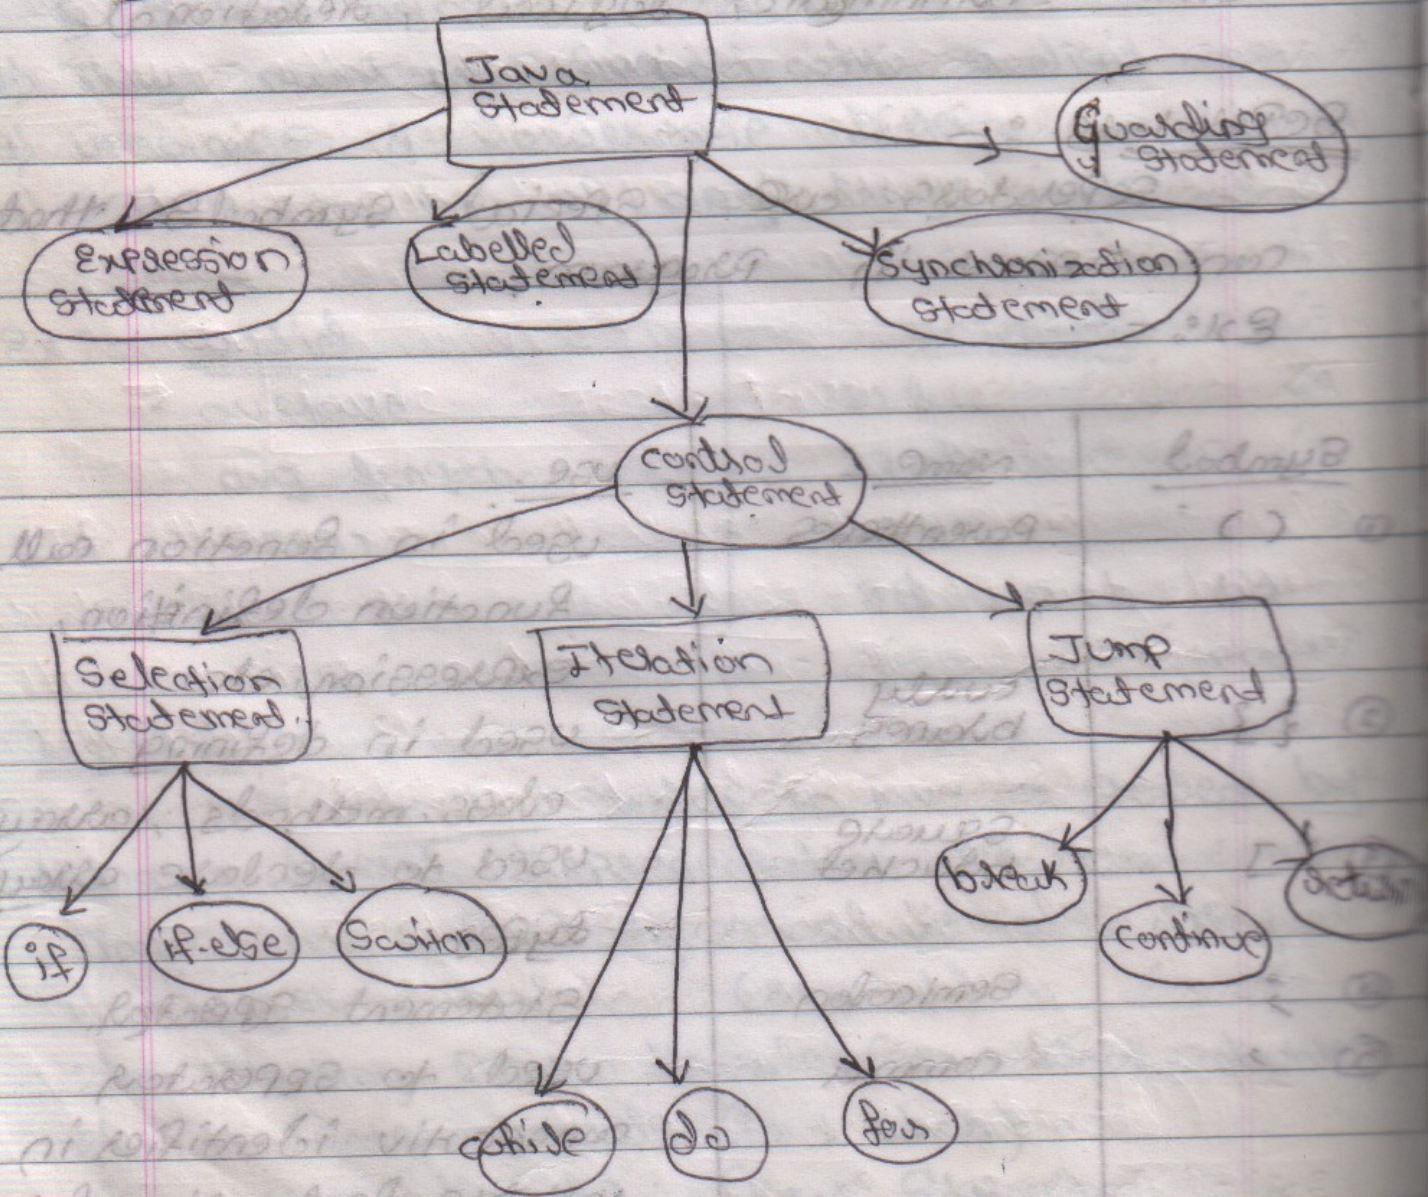 Java
Statement
Guarding
Statement
Expression
Statement
Labelled
Statement
Synchronization
Statement
Control
Statement
Selection
Statement.
Iteration
Statement
Jump
Statement
if
if-else
Switch
break
continue
return
while
do
for